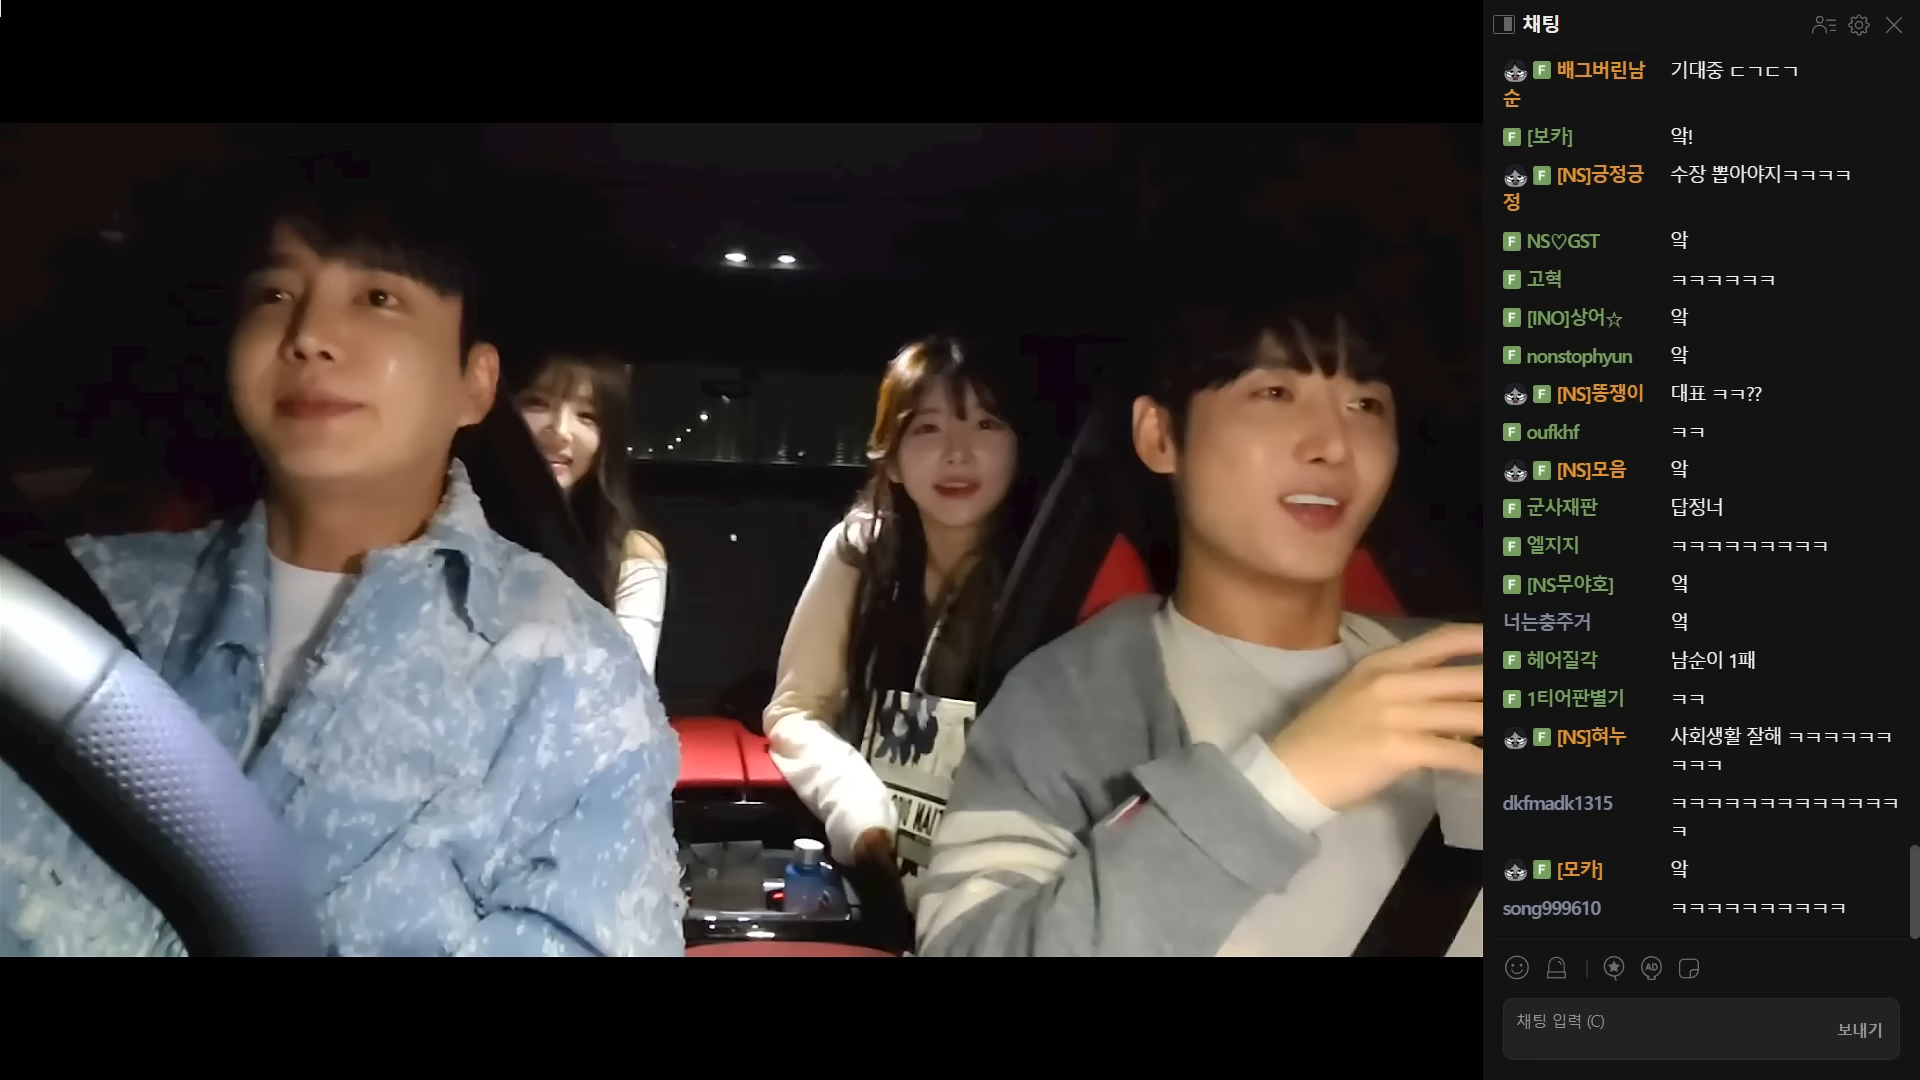 채팅
F 배그버린남 기대중 ㄷㄱㄷㄱ
순
F [보카] 악!
F [NS]긍정긍 수장 뽑아야지ㅋㅋㅋㅋ
정
F NS♡GST 악
F 고혁 ㅋㅋㅋㅋㅋㅋ
F [INO]상어☆ 악
F nonstophyun 악
F [NS]똥쟁이 대표 ㅋㅋ??
F oufkhf ㅋㅋ
F [NS]모음 악
F 군사재판 답정너
F 엘지지 ㅋㅋㅋㅋㅋㅋㅋㅋㅋ
F [NS무야호] 억
너는충주거 억
F 헤어질각 남순이 1패
F 1티어판별기 ㅋㅋ
F [NS]혀누 사회생활 잘해 ㅋㅋㅋㅋㅋㅋ
ㅋㅋㅋ
dkfmadk1315 ㅋㅋㅋㅋㅋㅋㅋㅋㅋㅋㅋㅋㅋ
ㅋ
F [모카] 악
song999610 ㅋㅋㅋㅋㅋㅋㅋㅋㅋㅋ
AD
채팅 입력 (C)
보내기